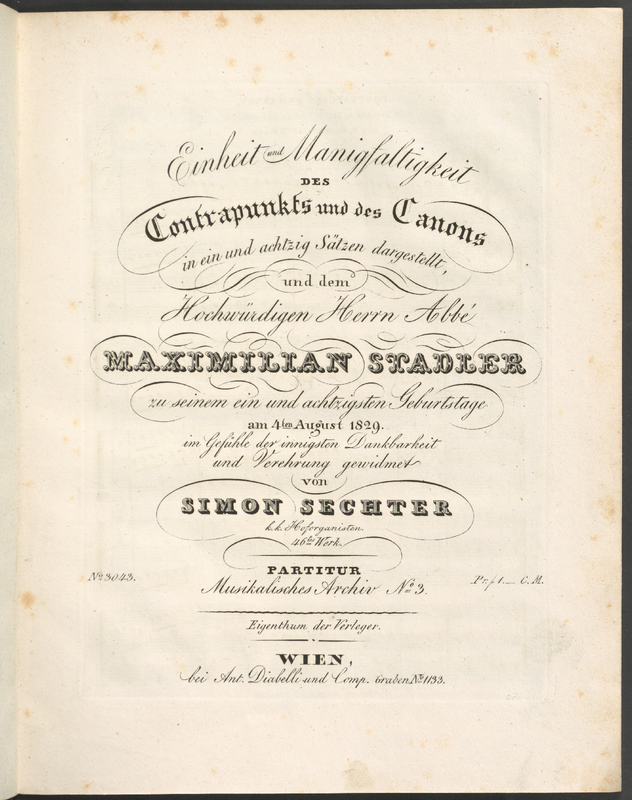 Einheit und Manigfaltigkeit
DES
Contrapunkts und des Canons
in ein und achtzig Sätzen dargestellt,
und dem
Hochwürdigen Herrn Abbé
MAXIMILIAN STADLER
zu seinem ein und achtzigsten Geburtstage
am 4ten August 1829.
im Gefühle der innigsten Dankbarkeit
und Verehrung gewidmet
von
SIMON SECHTER
k.k. Hoforganisten.
46tes Werk.
PARTITUR
No 3043.
Musikalisches Archiv No 3.
Pr. f 1.— C.M.
Eigenthum der Verleger.
WIEN,
bei Ant. Diabelli und Comp. Graben No 1133.